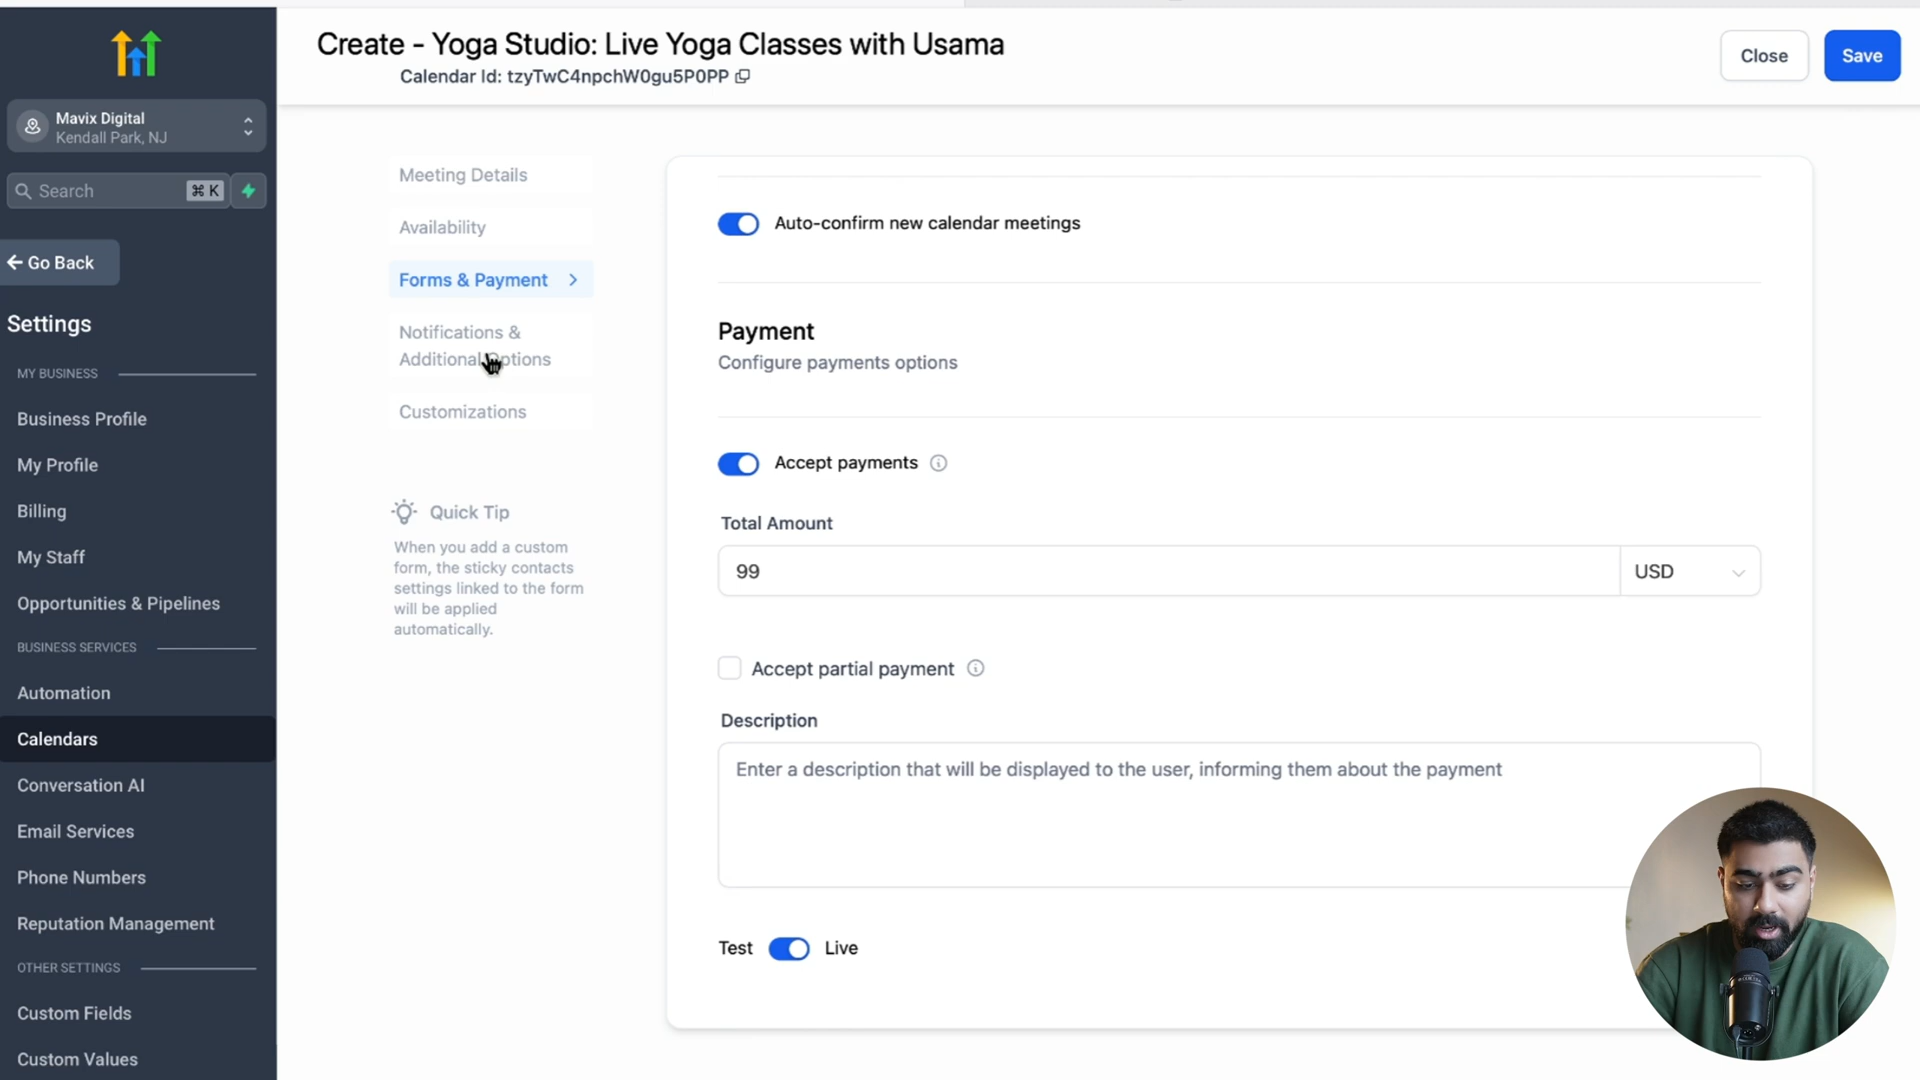 Create - Yoga Studio: Live Yoga Classes with Usama
Calendar Id: tzyTwC4npchW0gu5P0PP
Close
Save
Mavix Digital
Kendall Park, NJ
Search
⌘ K
Go Back
Settings
MY BUSINESS
Business Profile
My Profile
Billing
My Staff
Opportunities & Pipelines
BUSINESS SERVICES
Automation
Calendars
Conversation AI
Email Services
Phone Numbers
Reputation Management
OTHER SETTINGS
Custom Fields
Custom Values
Meeting Details
Availability
Forms & Payment
Notifications &
Additional Options
Customizations
Quick Tip
When you add a custom
form, the sticky contacts
settings linked to the form
will be applied
automatically.
Auto-confirm new calendar meetings
Payment
Configure payments options
Accept payments
Total Amount
99
USD
Accept partial payment
Description
Enter a description that will be displayed to the user, informing them about the payment
Test
Live